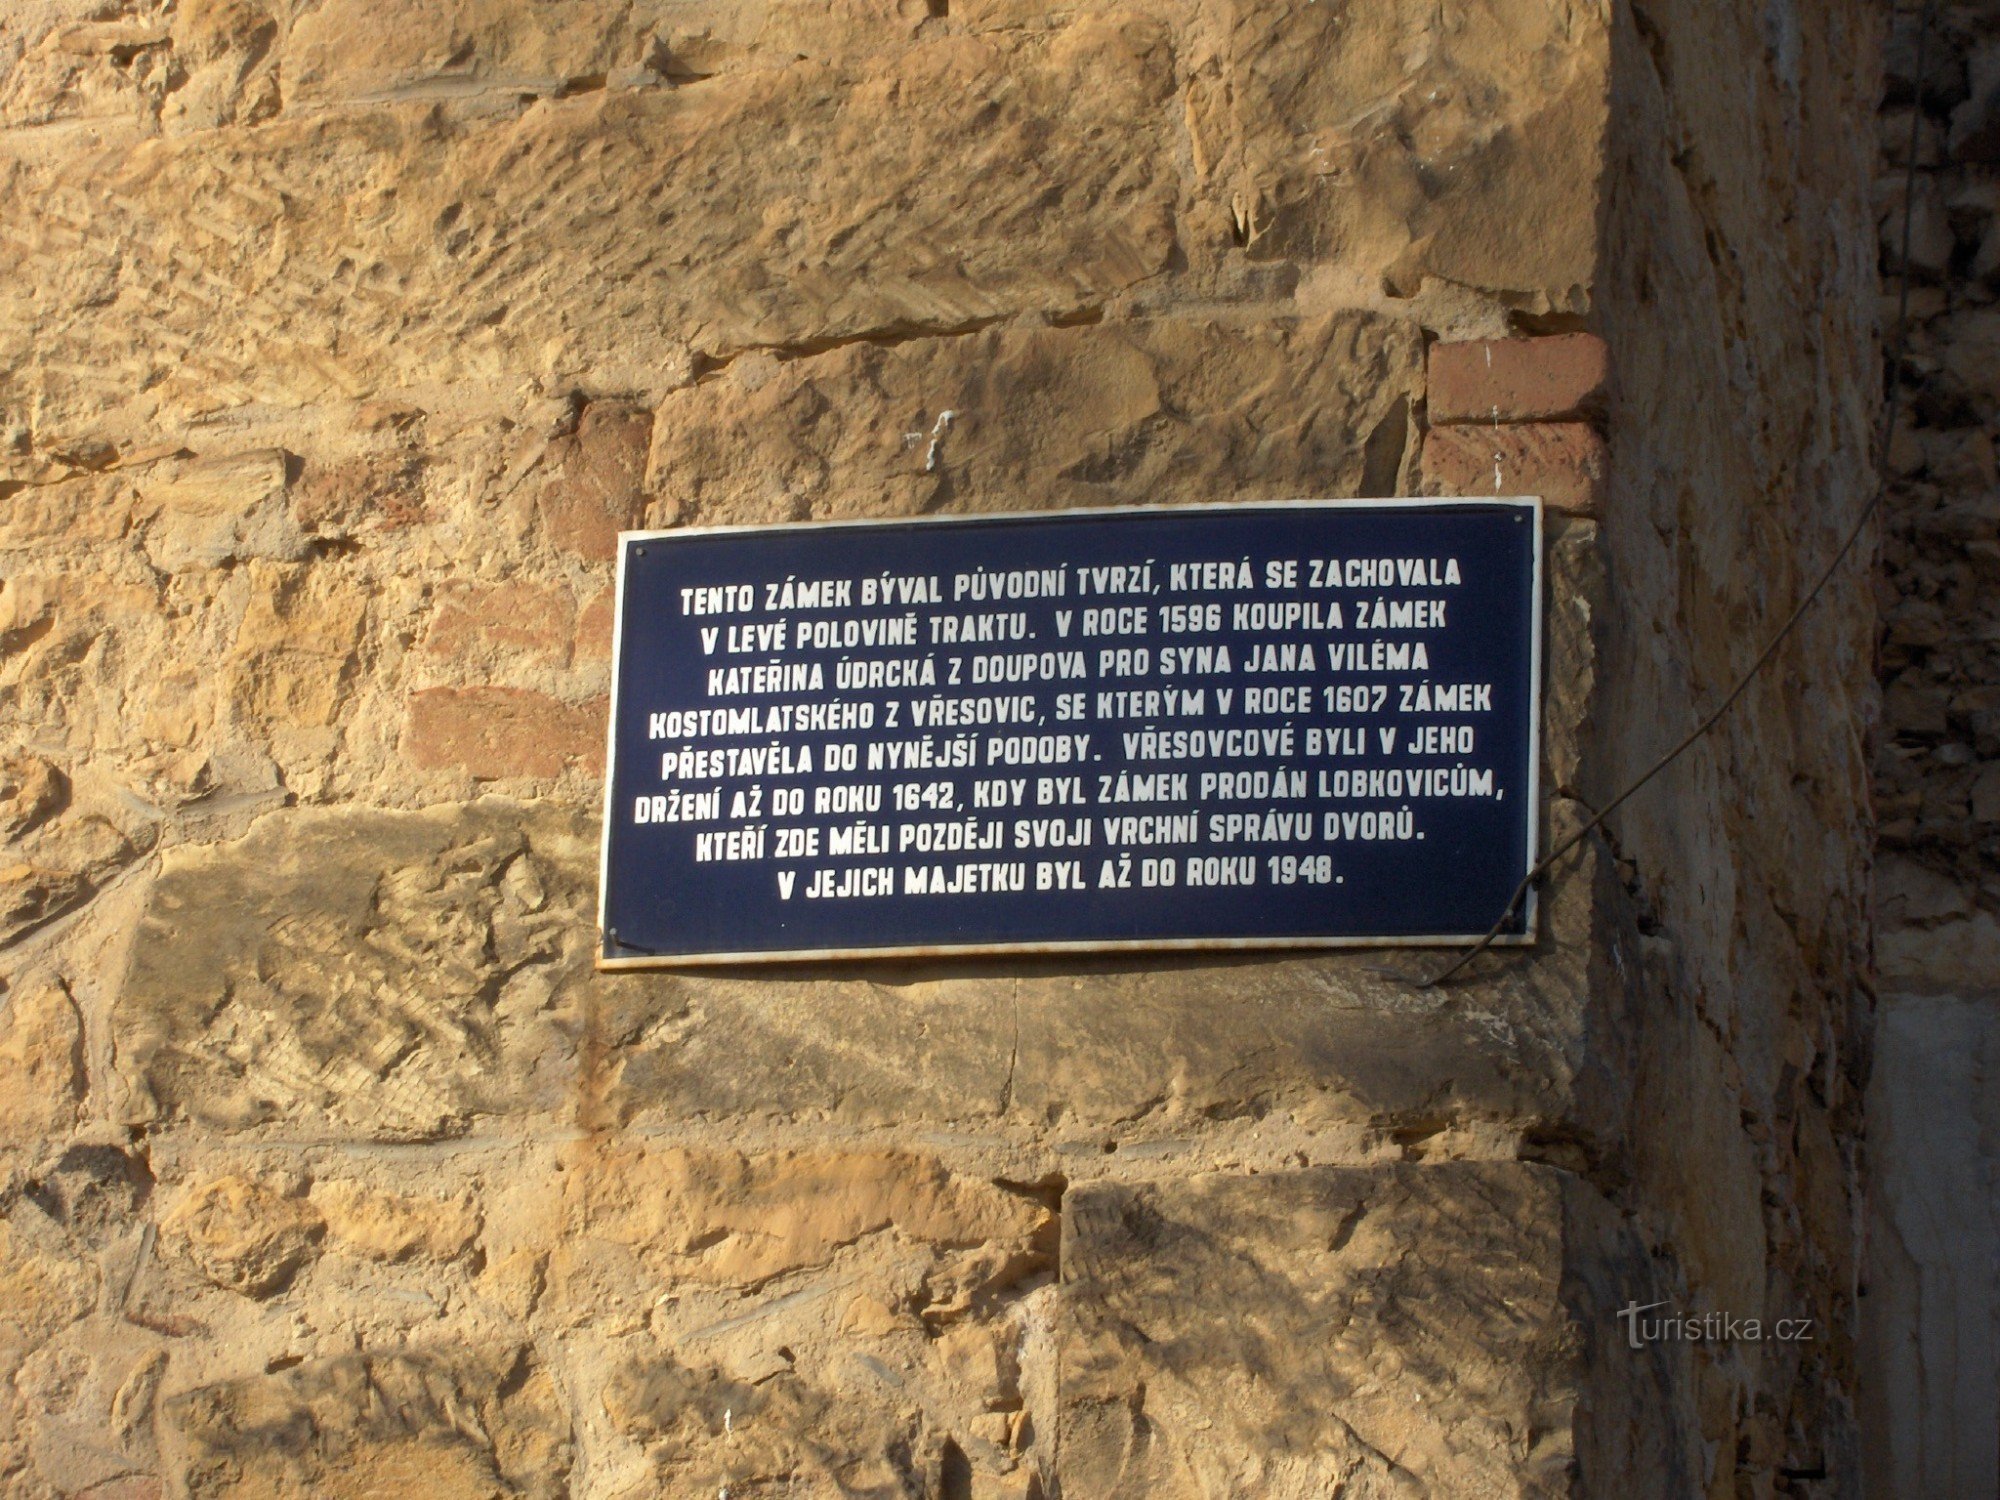 TENTO ZÁMEK BÝVAL PŮVODNÍ TVRZÍ, KTERÁ SE ZACHOVALA
V LEVÉ POLOVINĚ TRAKTU. V ROCE 1596 KOUPILA ZÁMEK
KATEŘINA ÚDRCKÁ Z DOUPOVA PRO SYNA JANA VILÉMA
KOSTOMLATSKÉHO Z VŘESOVIC, SE KTERÝM V ROCE 1607 ZÁMEK
PŘESTAVĚLA DO NYNĚJŠÍ PODOBY. VŘESOVCOVÉ BYLI V JEHO
DRŽENÍ AŽ DO ROKU 1642, KDY BYL ZÁMEK PRODÁN LOBKOVICŮM,
KTEŘÍ ZDE MĚLI POZDĚJI SVOJI VRCHNÍ SPRÁVU DVORŮ.
V JEJICH MAJETKU BYL AŽ DO ROKU 1948.
Turistika.cz